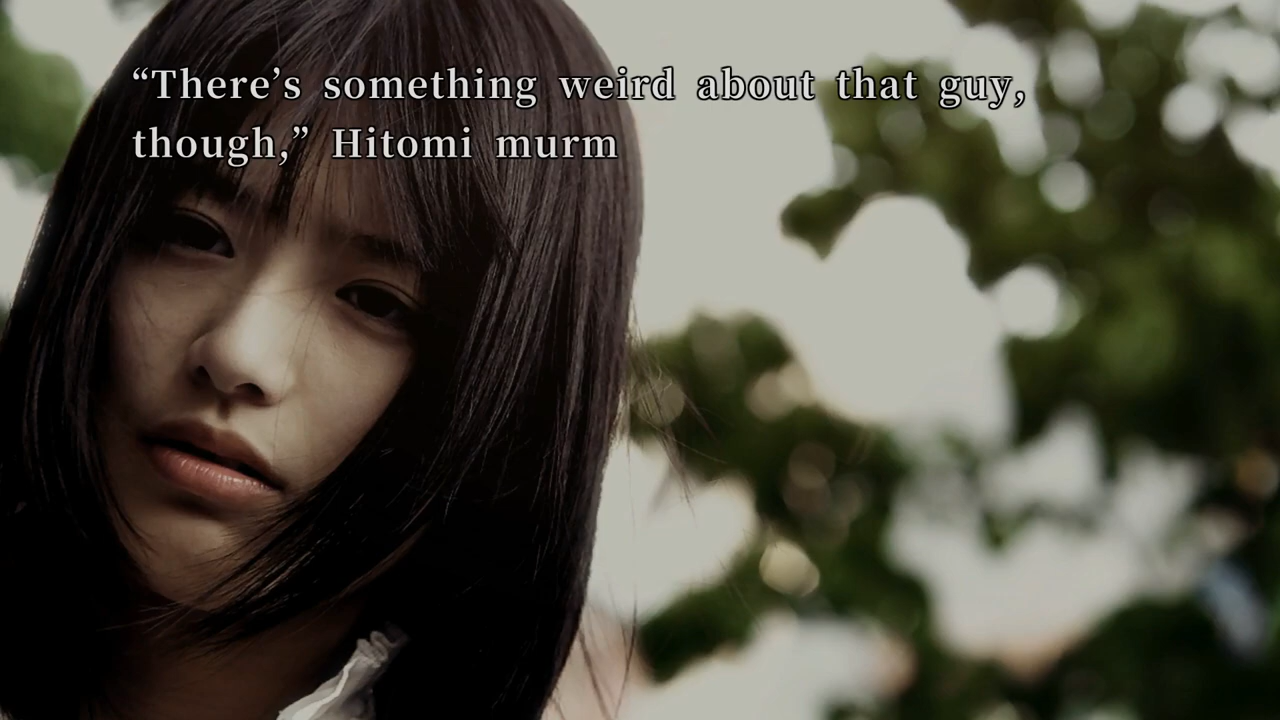 “There’s something weird about that guy,
though,” Hitomi murm